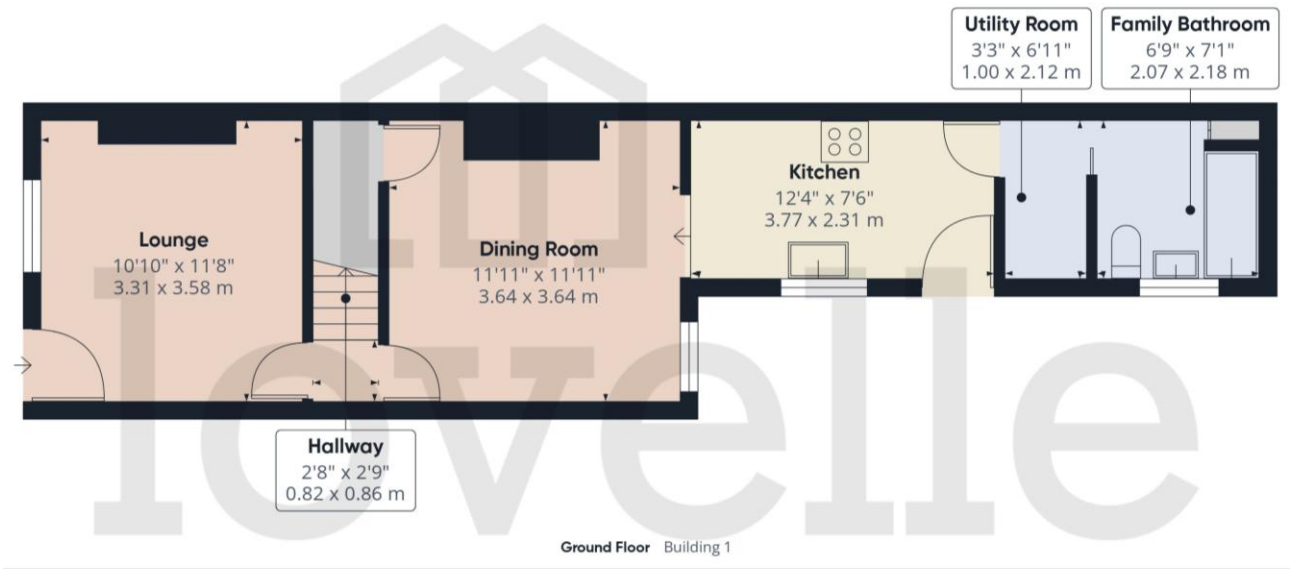 Utility Room
3'3" x 6'11"
1.00 x 2.12 m
Family Bathroom
6'9" x 7'1"
2.07 x 2.18 m
Kitchen
12'4" x 7'6"
3.77 x 2.31 m
Lounge
10'10" x 11'8"
3.31 x 3.58 m
Dining Room
11'11" x 11'11"
3.64 x 3.64 m
Hallway
2'8" x 2'9"
0.82 x 0.86 m
lovelle
Ground Floor Building 1